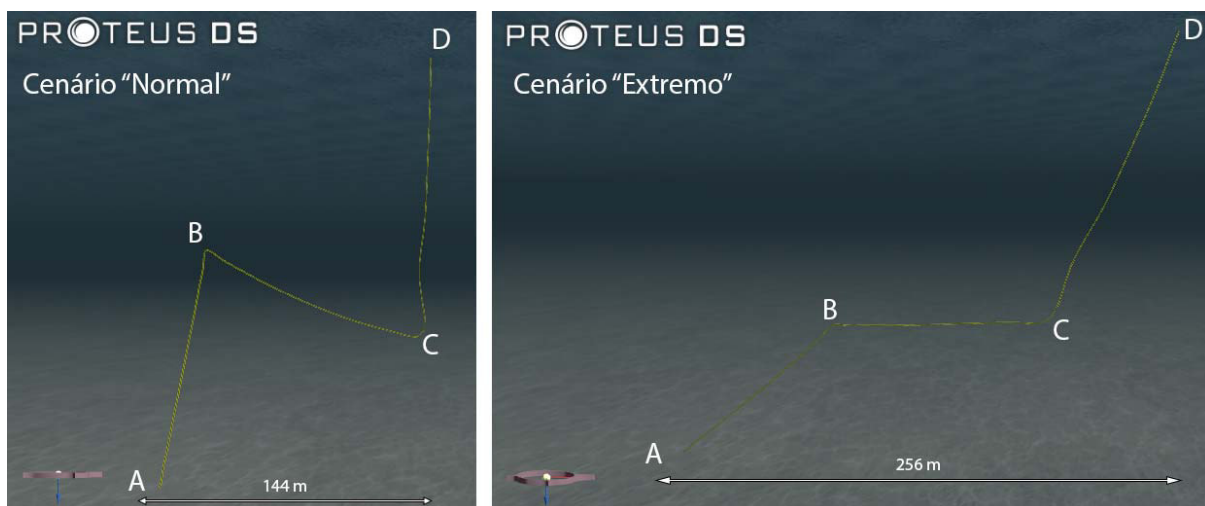 PROTEUS DS
Cenário “Normal”
D
B
C
A
144 m
PROTEUS DS
Cenário “Extremo”
D
B
C
A
256 m